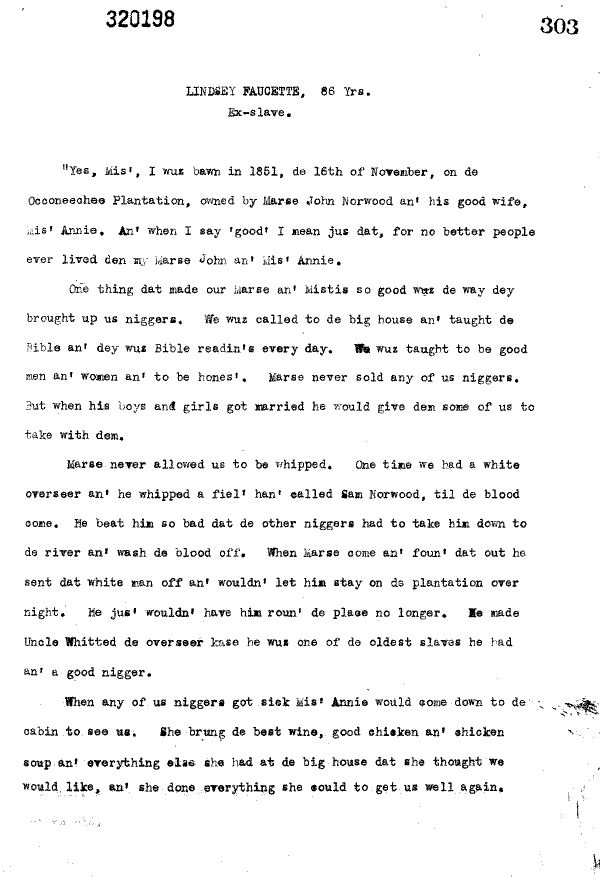 320198
303
LINDSEY FAUCETTE, 86 Yrs.
Ex-slave.
"Yes, Mis', I wuz bawn in 1851, de 16th of November, on de
Occoneechee Plantation, owned by Marse John Norwood an' his good wife,
Mis' Annie. An' when I say 'good' I mean jus dat, for no better people
ever lived den my Marse John an' Mis' Annie.
One thing dat made our Marse an' Mistis so good wuz de way dey
brought up us niggers. We wuz called to de big house an' taught de
Bible an' dey wuz Bible readin's every day. We wuz taught to be good
men an' women an' to be hones'. Marse never sold any of us niggers.
But when his boys and girls got married he would give dem some of us to
take with dem.
Marse never allowed us to be whipped. One time we had a white
overseer an' he whipped a fiel' han' called Sam Norwood, til de blood
come. He beat him so bad dat de other niggers had to take him down to
de river an' wash de blood off. When Marse come an' foun' dat out he
sent dat white man off an' wouldn' let him stay on de plantation over
night. He jus' wouldn' have him roun' de place no longer. He made
Uncle Whitted de overseer kase he wuz one of de oldest slaves he had
an' a good nigger.
When any of us niggers got sick Mis' Annie would come down to de
cabin to see us. She brung de best wine, good chicken an' chicken
soup an' everything else she had at de big house dat she thought we
would like, an' she done everything she could to get us well again.